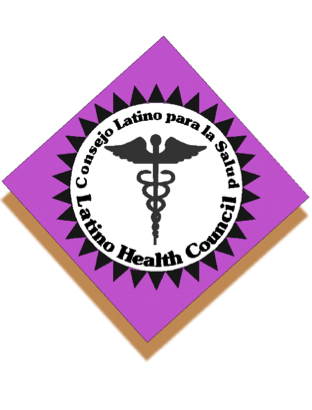 Consejo Latino para la Salud
Latino Health Council